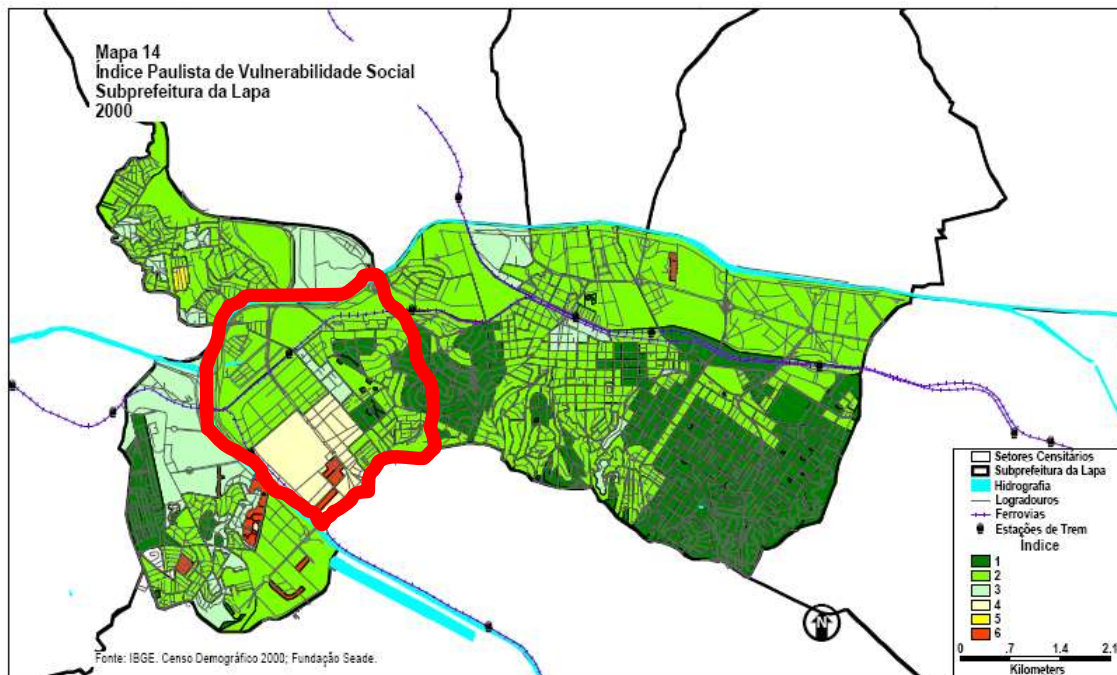 Mapa 14
Índice Paulista de Vulnerabilidade Social
Subprefeitura da Lapa
2000
Setores Censitários
Subprefeitura da Lapa
Hidrografia
Logradouros
Ferrovias
Estações de Trem
Índice
1
2
3
4
5
6
N
0 .7 1.4 2.1
Kilometers
Fonte: IBGE. Censo Demográfico 2000; Fundação Seade.